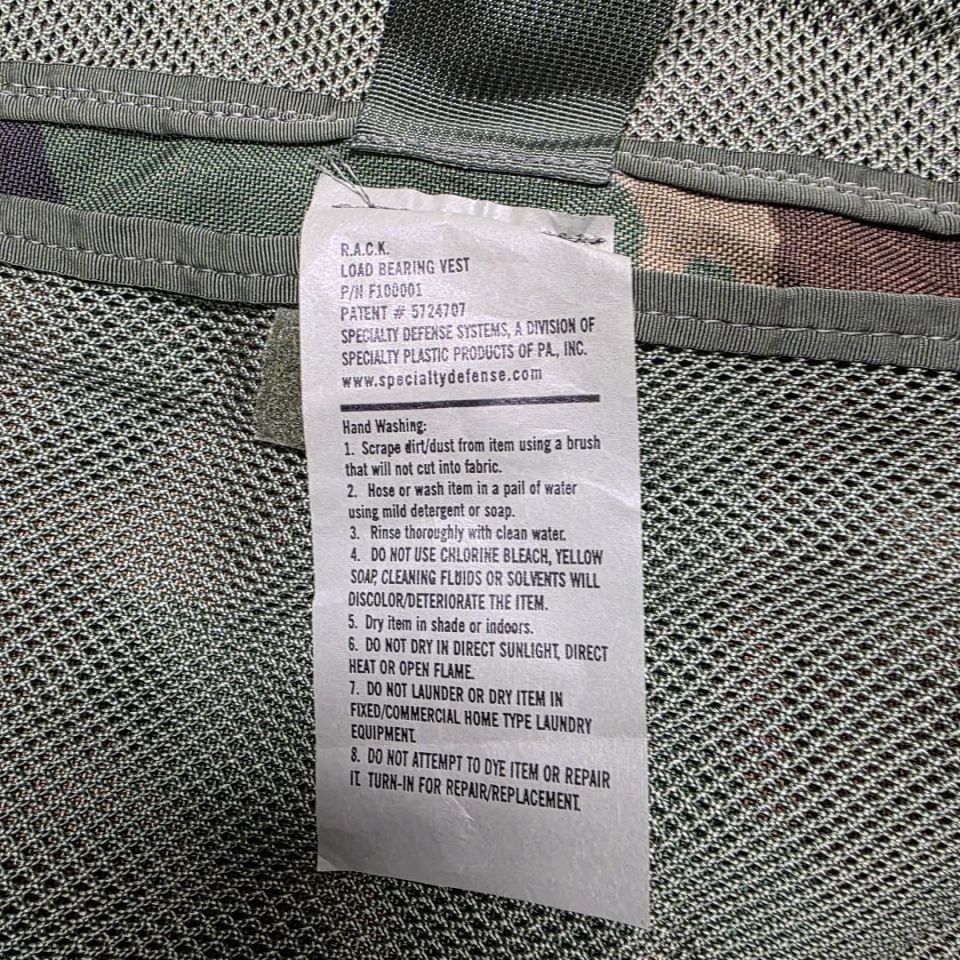 R.A.C.K.
LOAD BEARING VEST
P/N F100001
PATENT # 5724707
SPECIALTY DEFENSE SYSTEMS, A DIVISION OF
SPECIALTY PLASTIC PRODUCTS OF PA., INC.
www.specialtydefense.com
Hand Washing:
1. Scrape dirt/dust from item using a brush
that will not cut into fabric.
2. Hose or wash item in a pail of water
using mild detergent or soap.
3. Rinse thoroughly with clean water.
4. DO NOT USE CHLORINE BLEACH, YELLOW
SOAP, CLEANING FLUIDS OR SOLVENTS WILL
DISCOLOR/DETERIORATE THE ITEM.
5. Dry item in shade or indoors.
6. DO NOT DRY IN DIRECT SUNLIGHT, DIRECT
HEAT OR OPEN FLAME.
7. DO NOT LAUNDER OR DRY ITEM IN
FIXED/COMMERCIAL HOME TYPE LAUNDRY
EQUIPMENT.
8. DO NOT ATTEMPT TO DYE ITEM OR REPAIR
IT. TURN-IN FOR REPAIR/REPLACEMENT.